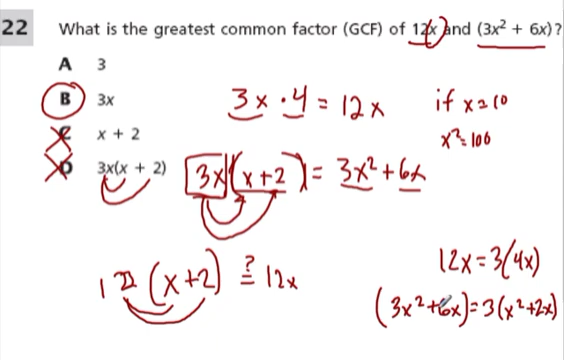 22 What is the greatest common factor (GCF) of 12x and (3x² + 6x)?
A 3
B 3x
C x + 2
D 3x(x + 2)
3x · 4 = 12x
if x = 10
x² = 100
3x (x+2) = 3x² + 6x
(x+2) ≟ 12x
12x = 3(4x)
(3x² + 6x) = 3(x² + 2x)